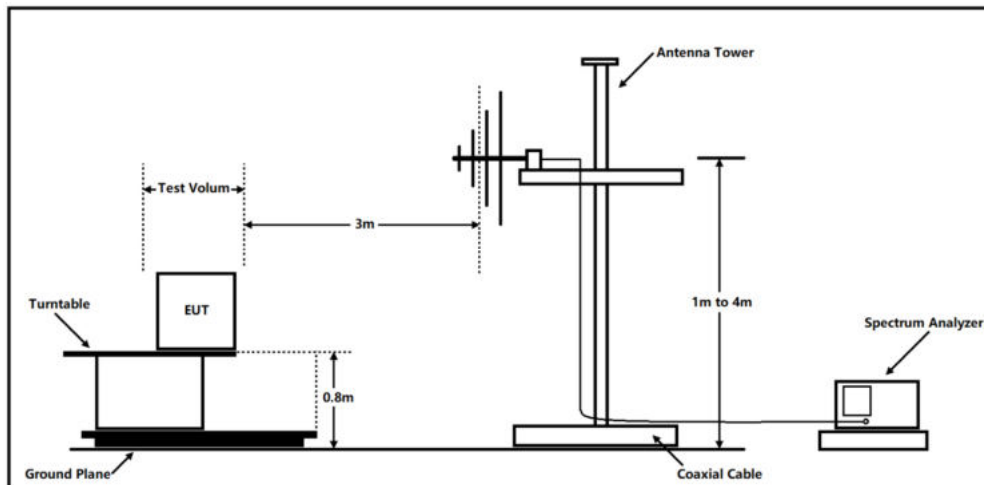 Antenna Tower
Test Volum
3m
EUT
Turntable
1m to 4m
Spectrum Analyzer
0.8m
Ground Plane
Coaxial Cable